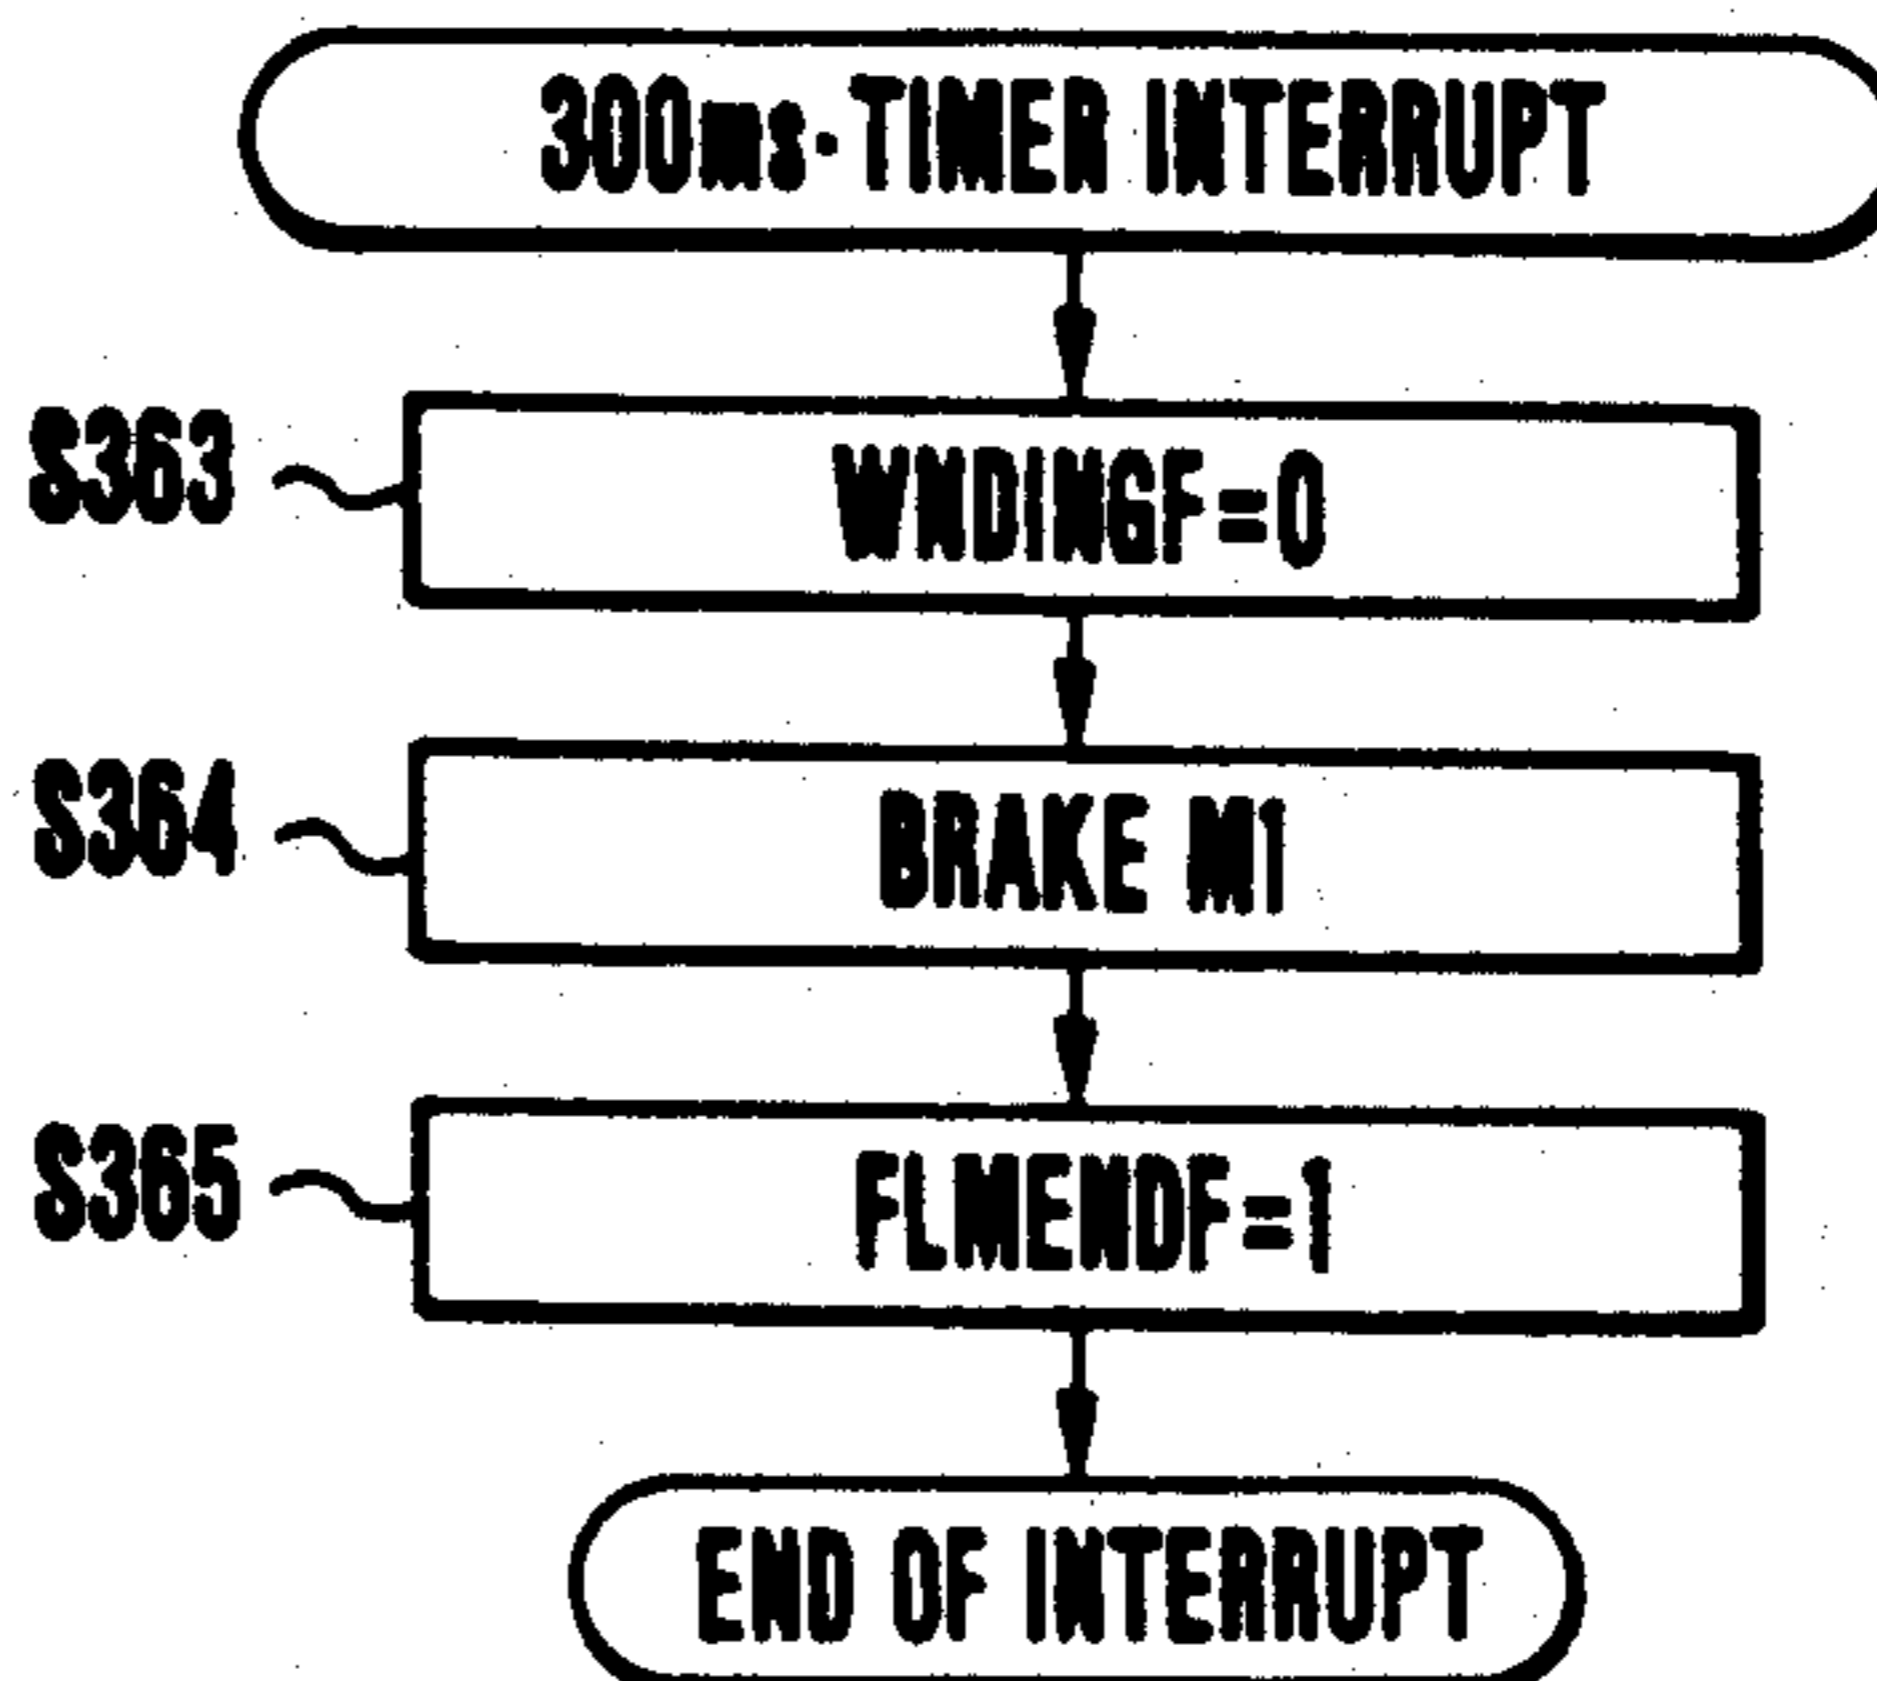 300ms·TIMER INTERRUPT
S363
WNDINGF=0
S364
BRAKE M1
S365
FLMENDF=1
END OF INTERRUPT